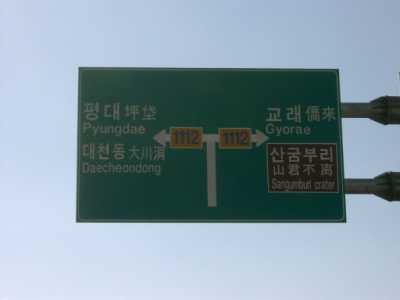 평대 坪垈
Pyungdae
1112
대천동 大川洞
Daecheondong
1112
교래 僑來
Gyorae
산굼부리
山君不离
Sangumburi crater